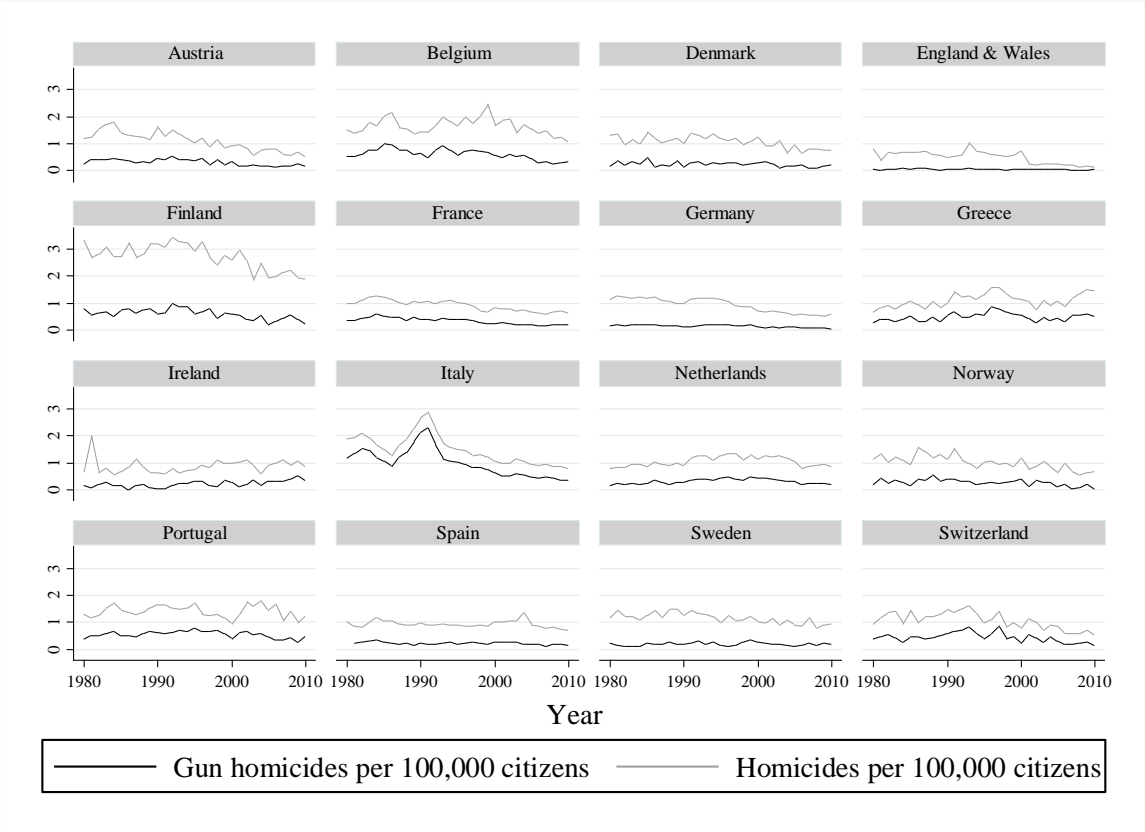 Austria Belgium Denmark England & Wales
3
2
1
0
Finland France Germany Greece
3
2
1
0
Ireland Italy Netherlands Norway
3
2
1
0
Portugal Spain Sweden Switzerland
3
2
1
0
1980 1990 2000 2010 1980 1990 2000 2010 1980 1990 2000 2010 1980 1990 2000 2010
Year
Gun homicides per 100,000 citizens Homicides per 100,000 citizens